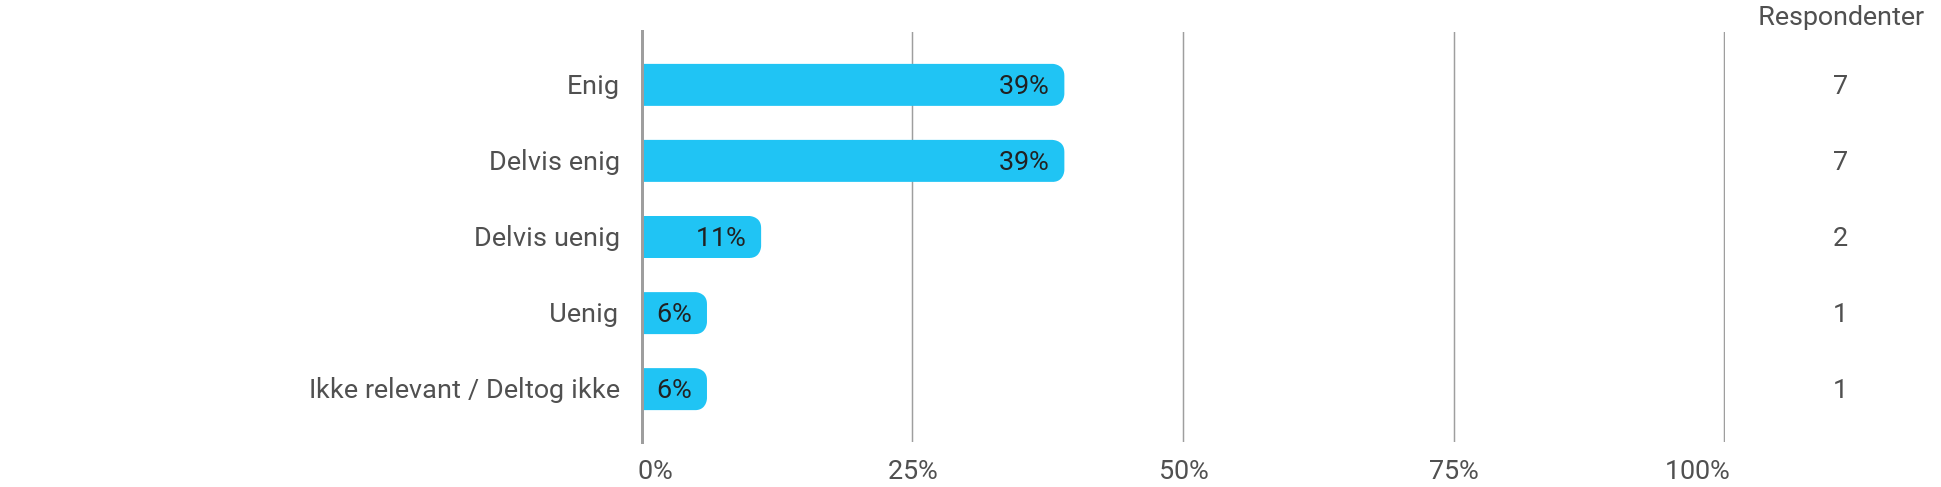 Respondenter
Enig 39% 7
Delvis enig 39% 7
Delvis uenig 11% 2
Uenig 6% 1
Ikke relevant / Deltog ikke 6% 1
0% 25% 50% 75% 100%